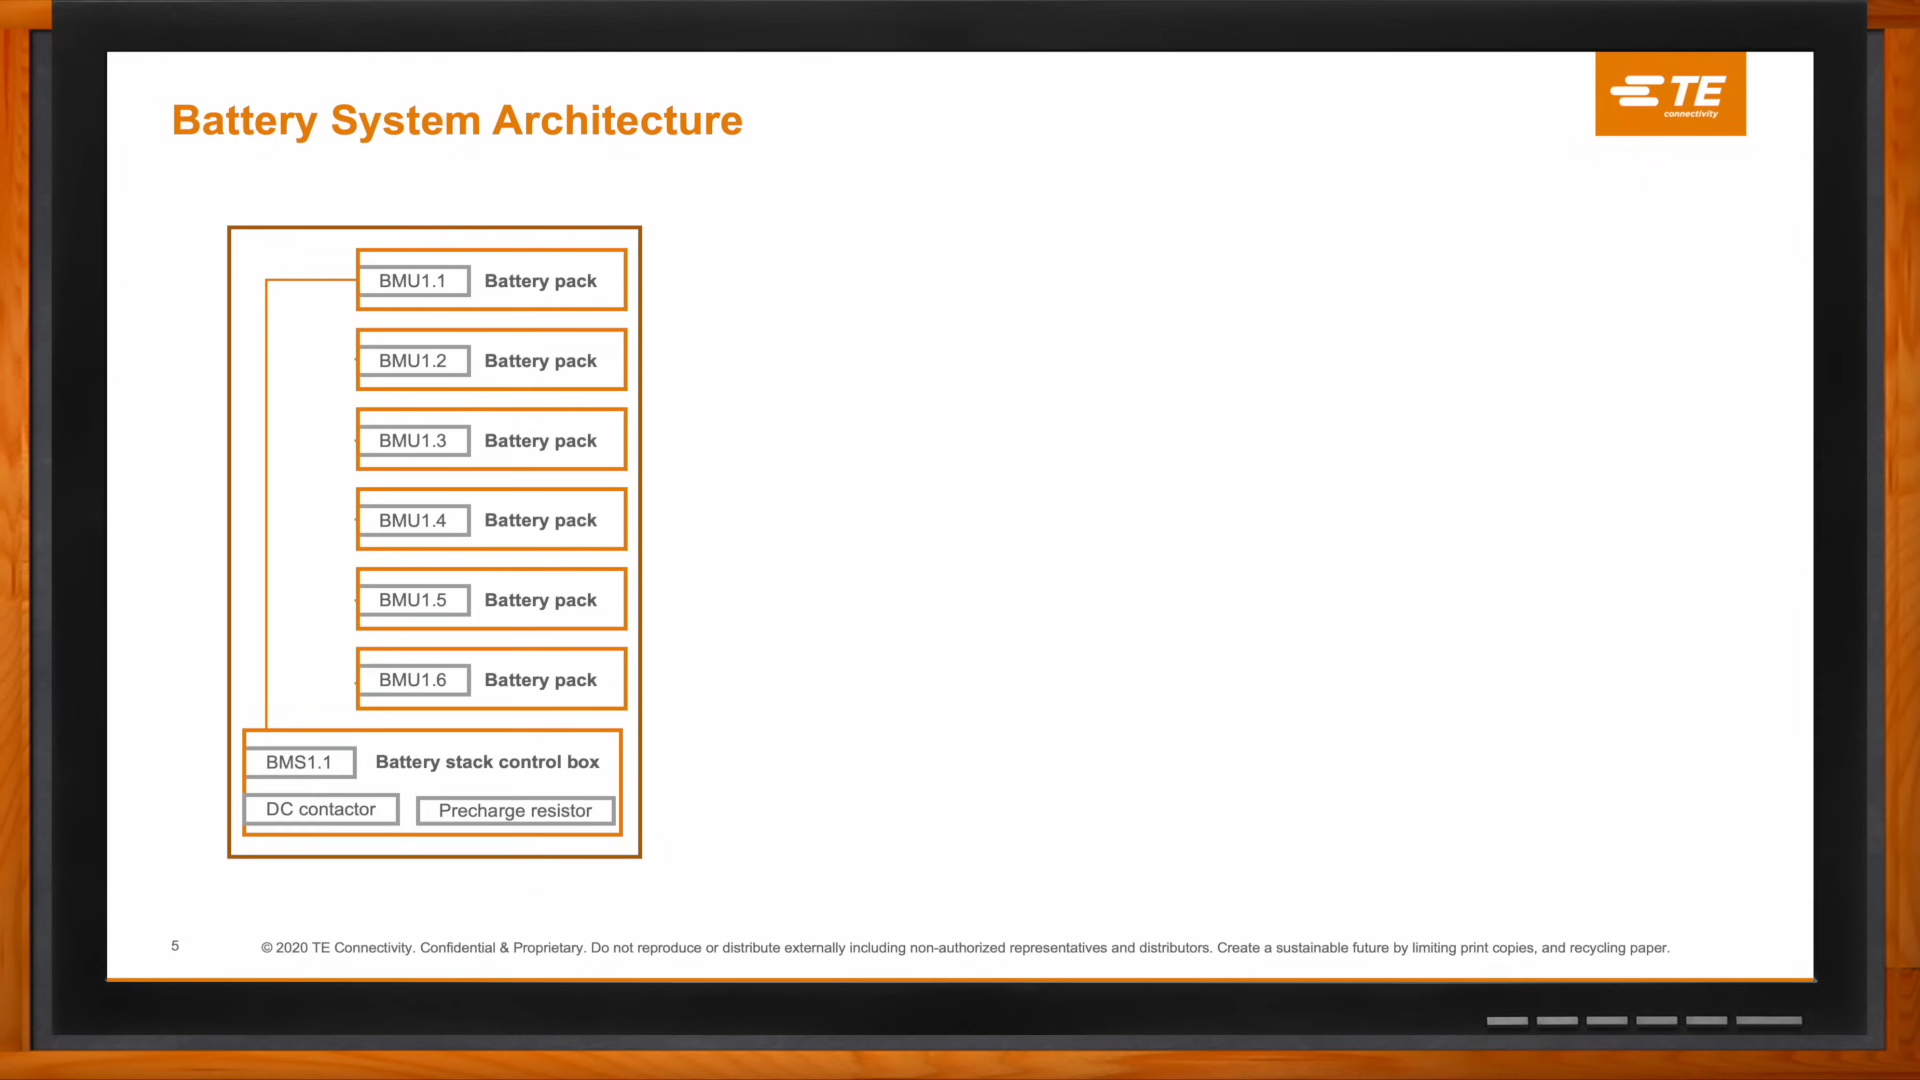 Battery System Architecture
TE
connectivity
BMU1.1 Battery pack
BMU1.2 Battery pack
BMU1.3 Battery pack
BMU1.4 Battery pack
BMU1.5 Battery pack
BMU1.6 Battery pack
BMS1.1 Battery stack control box
DC contactor Precharge resistor
5 © 2020 TE Connectivity. Confidential & Proprietary. Do not reproduce or distribute externally including non-authorized representatives and distributors. Create a sustainable future by limiting print copies, and recycling paper.